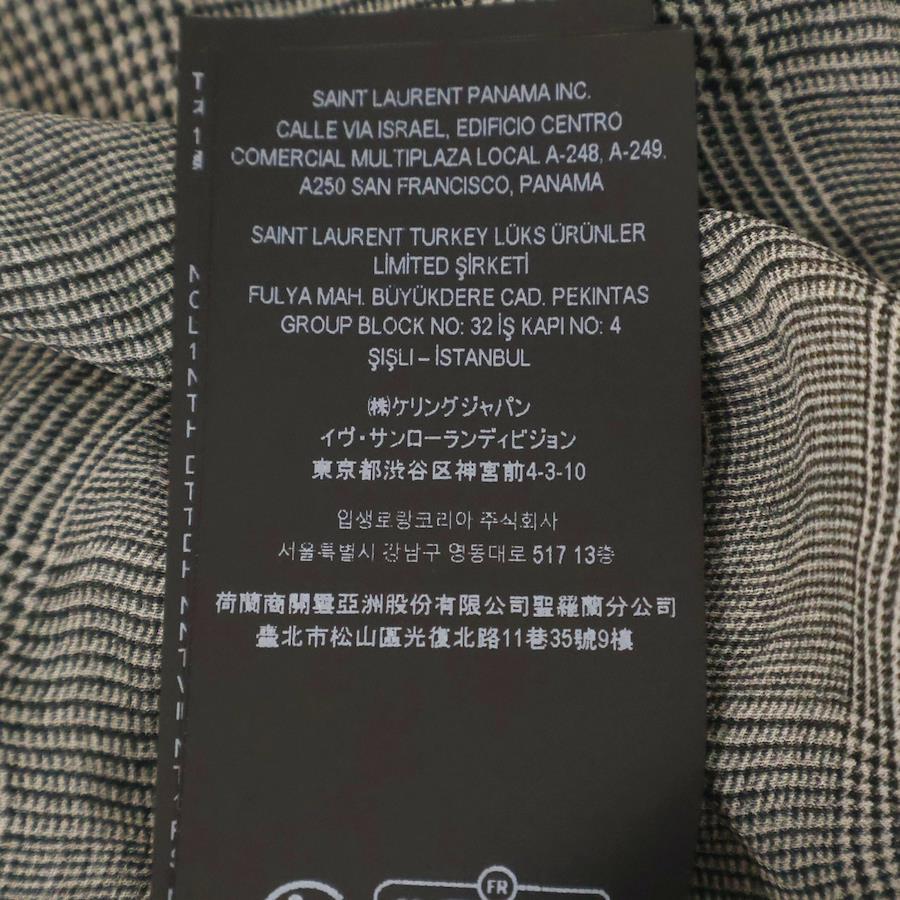 SAINT LAURENT PANAMA INC.
CALLE VIA ISRAEL, EDIFICIO CENTRO
COMERCIAL MULTIPLAZA LOCAL A-248, A-249.
A250 SAN FRANCISCO, PANAMA
SAINT LAURENT TURKEY LÜKS ÜRÜNLER
LİMİTED ŞİRKETİ
FULYA MAH. BÜYÜKDERE CAD. PEKINTAS
GROUP BLOCK NO: 32 İŞ KAPI NO: 4
ŞIŞLI – İSTANBUL
㈱ケリングジャパン
イヴ・サンローランディビジョン
東京都渋谷区神宮前4-3-10
입생로랑코리아 주식회사
서울특별시 강남구 영동대로 517 13층
荷蘭商開雲亞洲股份有限公司聖羅蘭分公司
臺北市松山區光復北路11巷35號9樓
FR